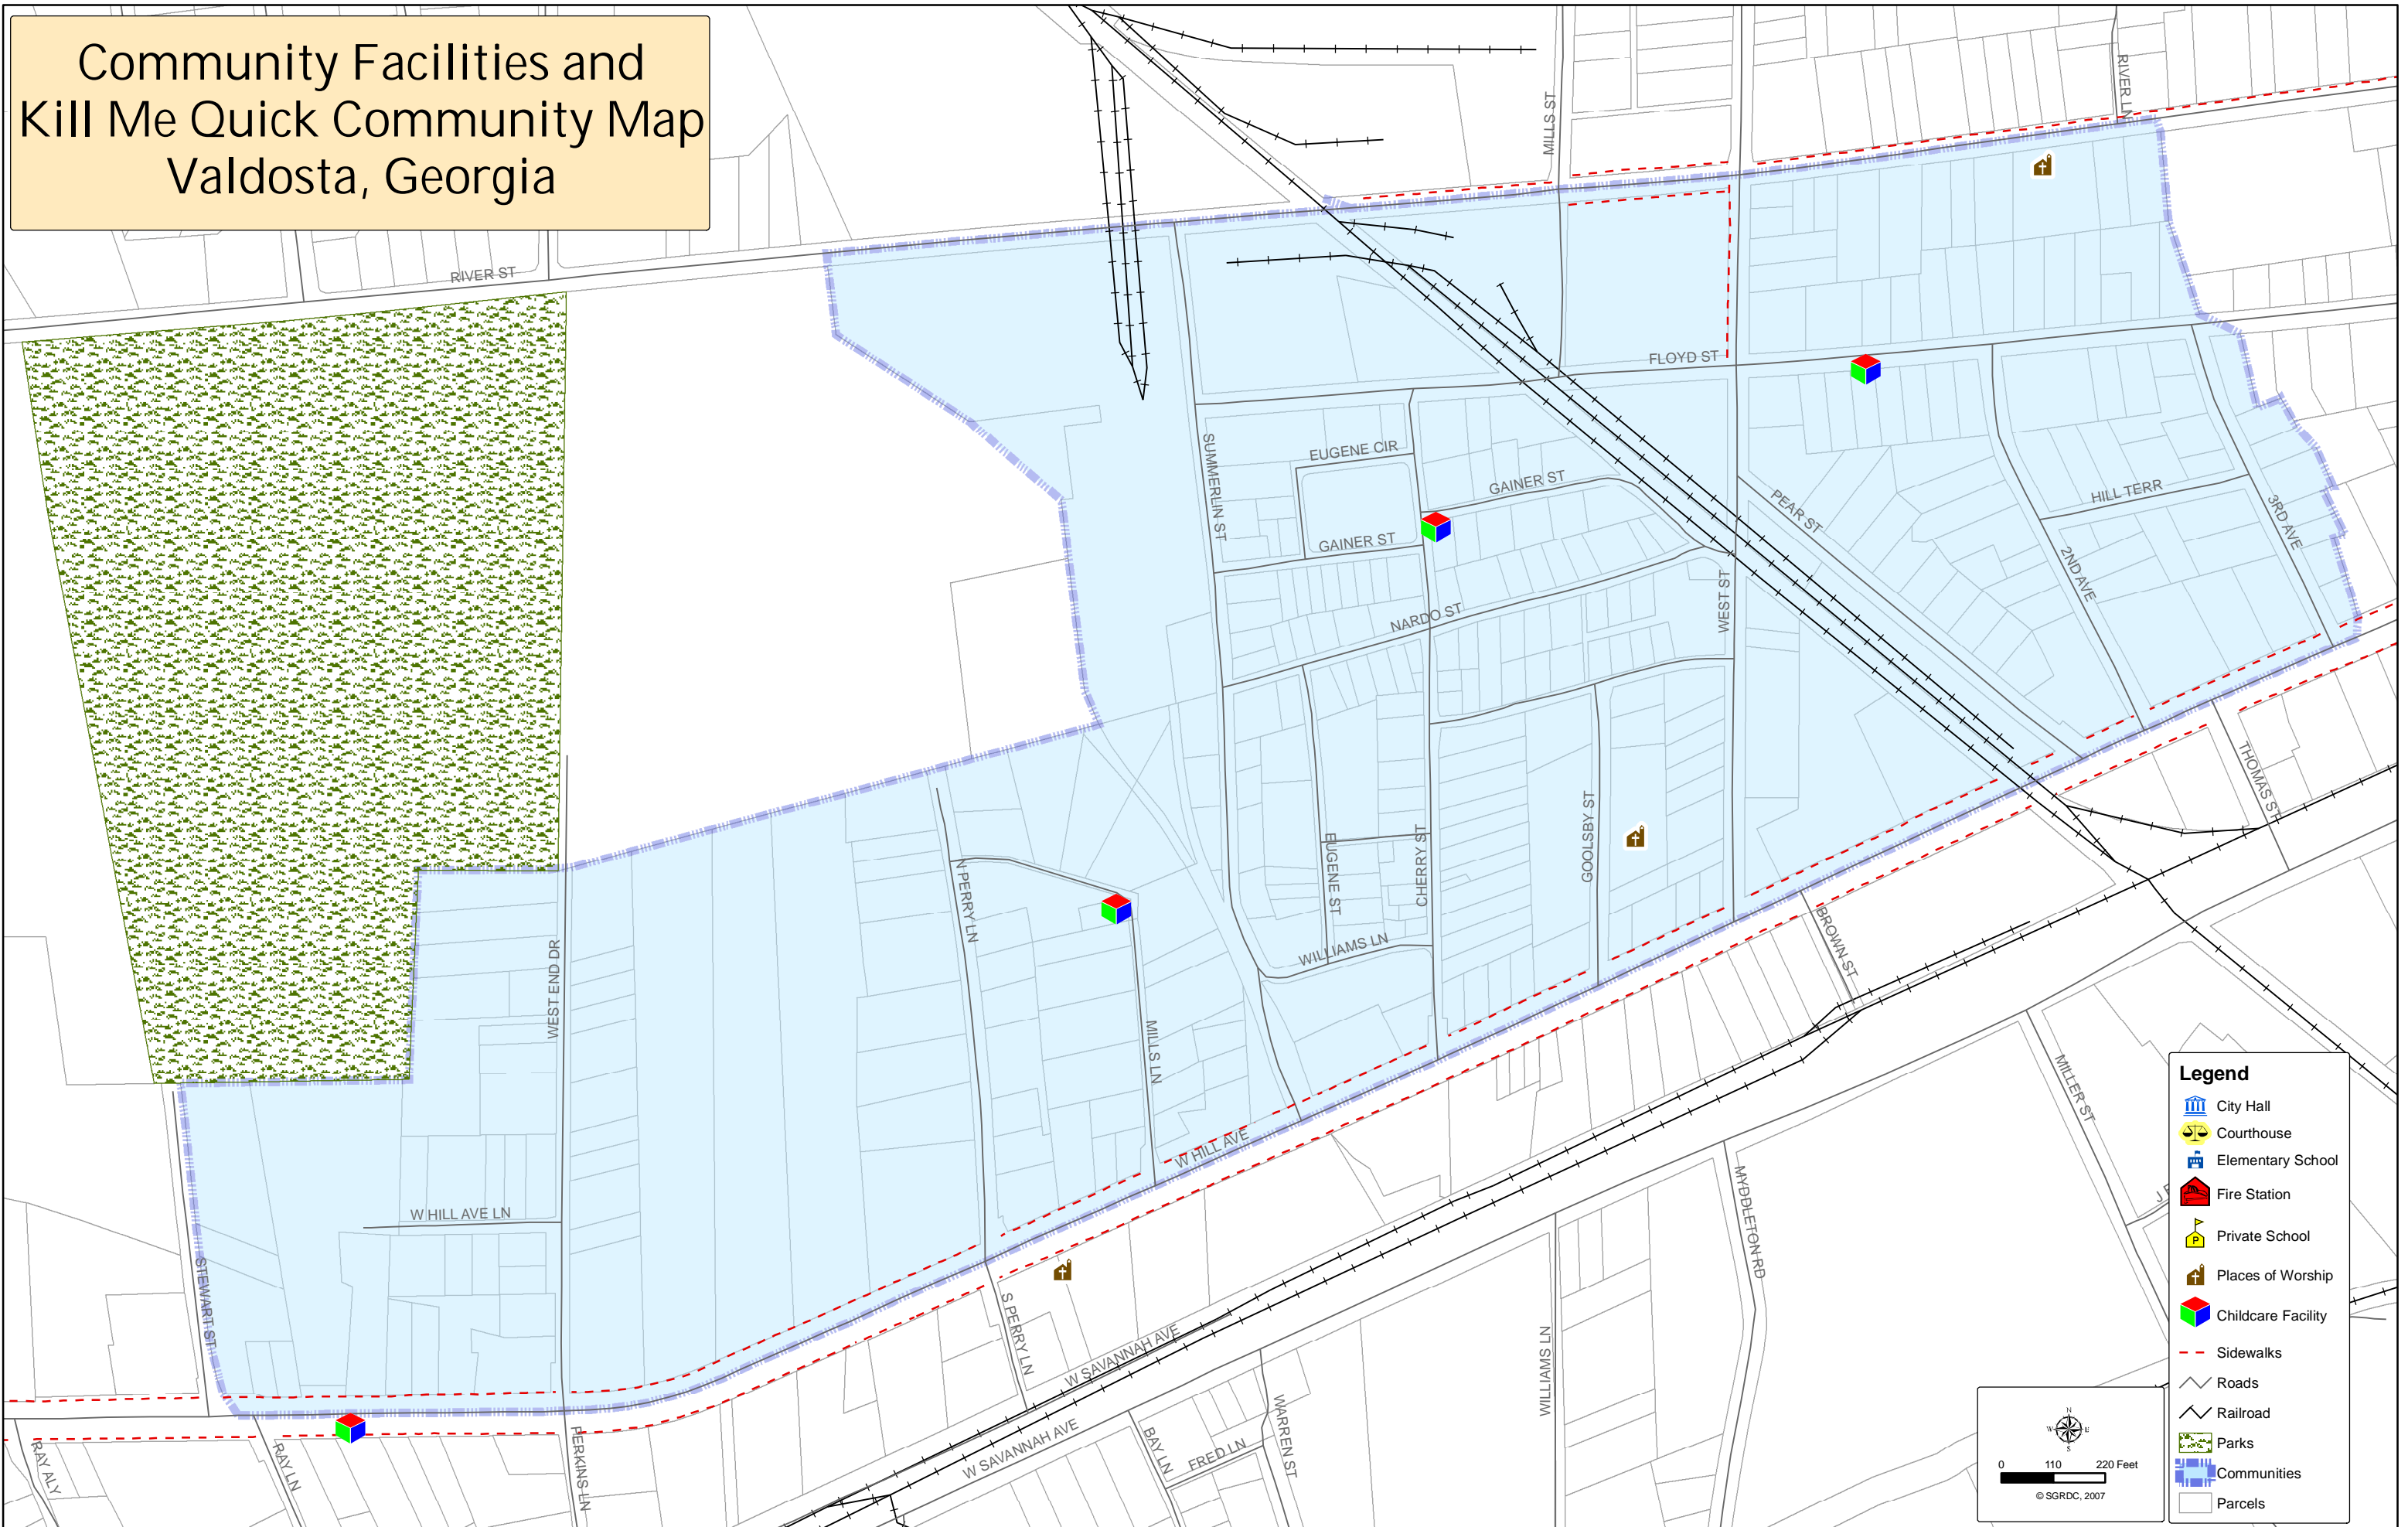 Community Facilities and
Kill Me Quick Community Map
Valdosta, Georgia
RIVER LN
MILLS ST
RIVER ST
FLOYD ST
SUMMERLIN ST
EUGENE CIR
GAINER ST
PEAR ST
HILL TERR
3RD AVE
GAINER ST
2ND AVE
WEST ST
NARDO ST
THOMAS ST
GOOLSBY ST
EUGENE ST
CHERRY ST
N PERRY LN
WILLIAMS LN
BROWN ST
WEST END DR
MILLS LN
MILLER ST
W HILL AVE
MYDDLETON RD
W HILL AVE LN
STEWART ST
S PERRY LN
W SAVANNAH AVE
WILLIAMS LN
RAY ALY
RAY LN
PERKINS LN
W SAVANNAH AVE
BAY LN
FRED LN
WARREN ST
Legend
City Hall
Courthouse
Elementary School
Fire Station
P
Private School
Places of Worship
Childcare Facility
Sidewalks
Roads
Railroad
Parks
Communities
Parcels
N
W
E
S
0 110 220 Feet
© SGRDC, 2007